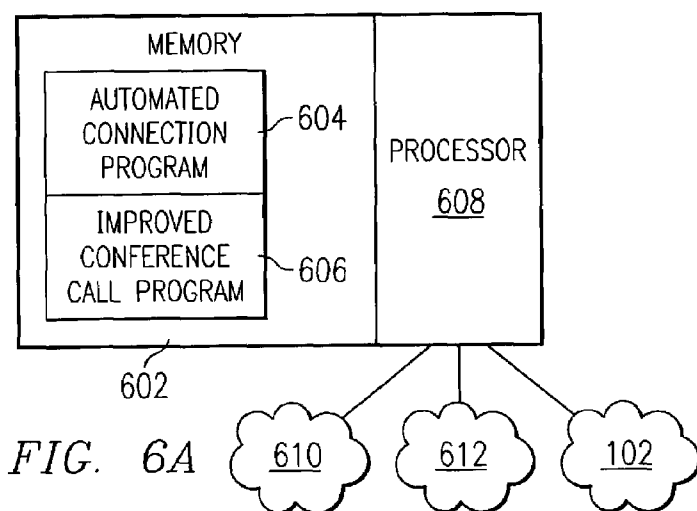 MEMORY
AUTOMATED
CONNECTION
PROGRAM
604
IMPROVED
CONFERENCE
CALL PROGRAM
606
PROCESSOR
608
602
FIG. 6A
610
612
102